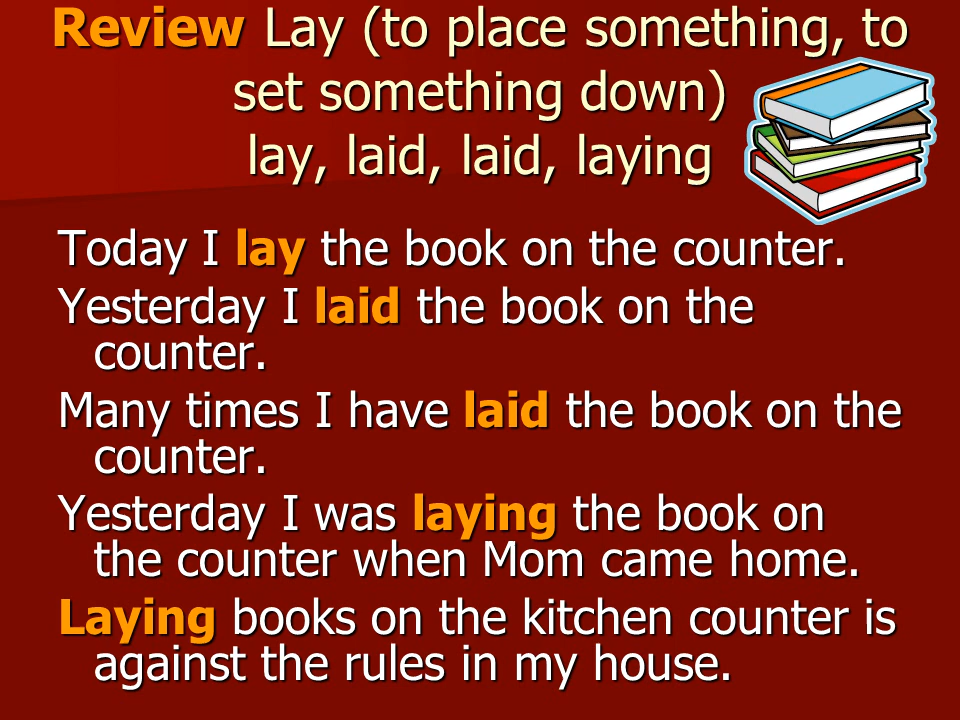 Review Lay (to place something, to
set something down)
lay, laid, laid, laying
Today I lay the book on the counter.
Yesterday I laid the book on the
counter.
Many times I have laid the book on the
counter.
Yesterday I was laying the book on
the counter when Mom came home.
Laying books on the kitchen counter is
against the rules in my house.